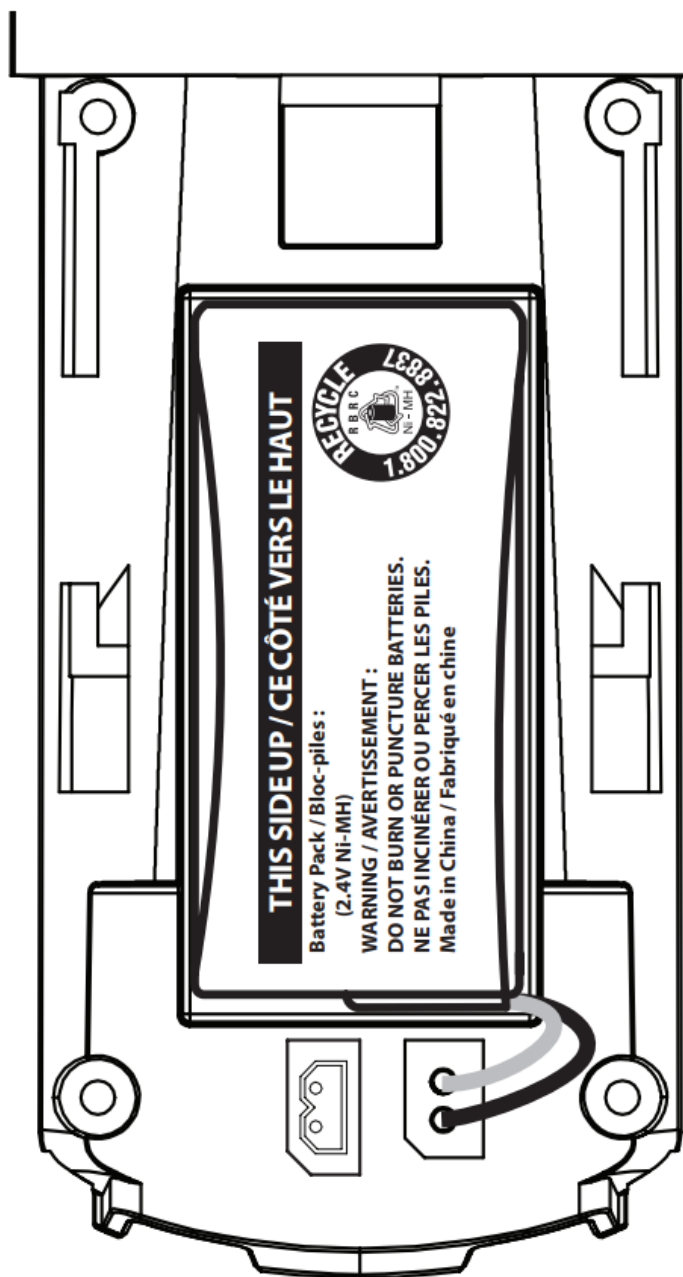 THIS SIDE UP / CE CÔTÉ VERS LE HAUT
Battery Pack / Bloc-piles :
(2.4V Ni-MH)
WARNING / AVERTISSEMENT :
DO NOT BURN OR PUNCTURE BATTERIES.
NE PAS INCINÉRER OU PERCER LES PILES.
Made in China / Fabriqué en chine
RECYCLE
RBRC
Ni - MH
1.800.822.8837